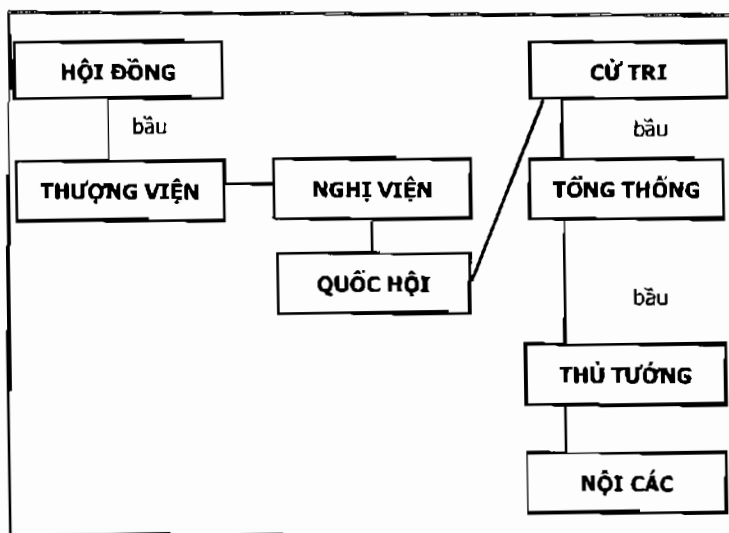 HỘI ĐỒNG
CỬ TRI
bầu
bầu
THƯỢNG VIỆN
NGHỊ VIỆN
TỔNG THỐNG
QUỐC HỘI
bầu
THỦ TƯỚNG
NỘI CÁC